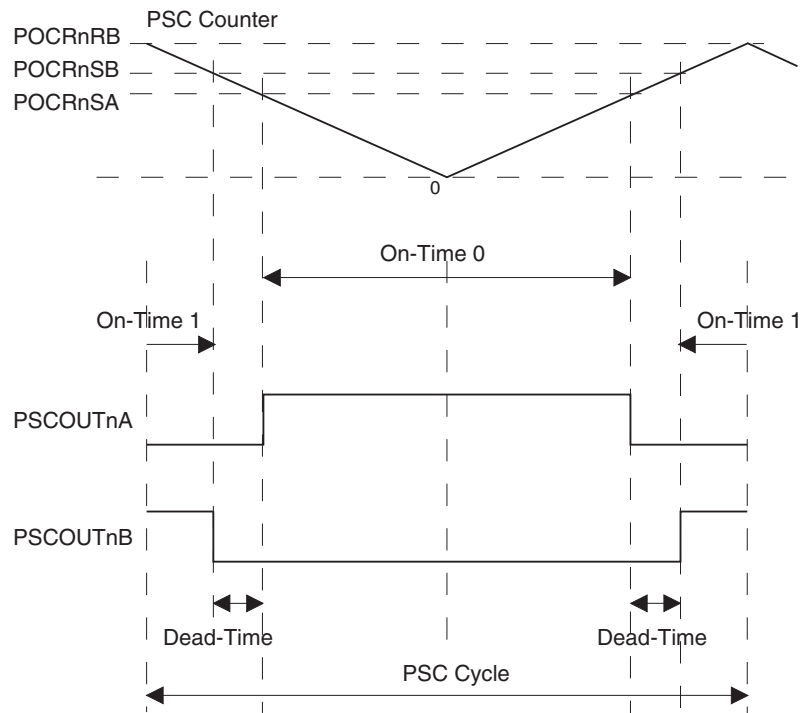 PSC Counter
POCRnRB
POCRnSB
POCRnSA
0
On-Time 0
On-Time 1
On-Time 1
PSCOUTnA
PSCOUTnB
Dead-Time
Dead-Time
PSC Cycle